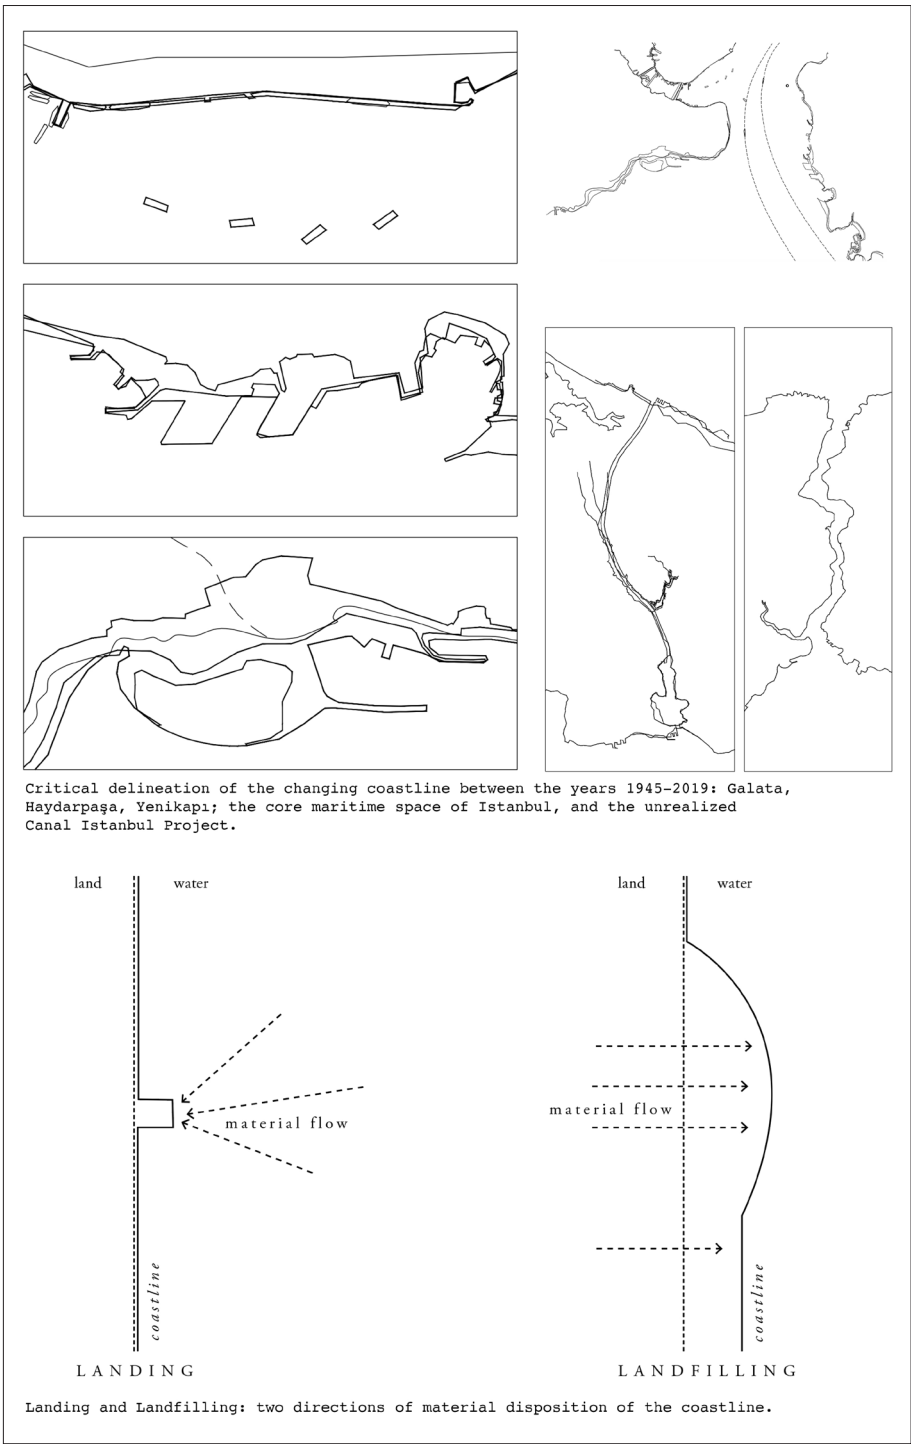 Critical delineation of the changing coastline between the years 1945–2019: Galata,
Haydarpaşa, Yenikapı; the core maritime space of Istanbul, and the unrealized
Canal Istanbul Project.
land water
material flow
coastline
LANDING
land water
material flow
coastline
LANDFILLING
Landing and Landfilling: two directions of material disposition of the coastline.